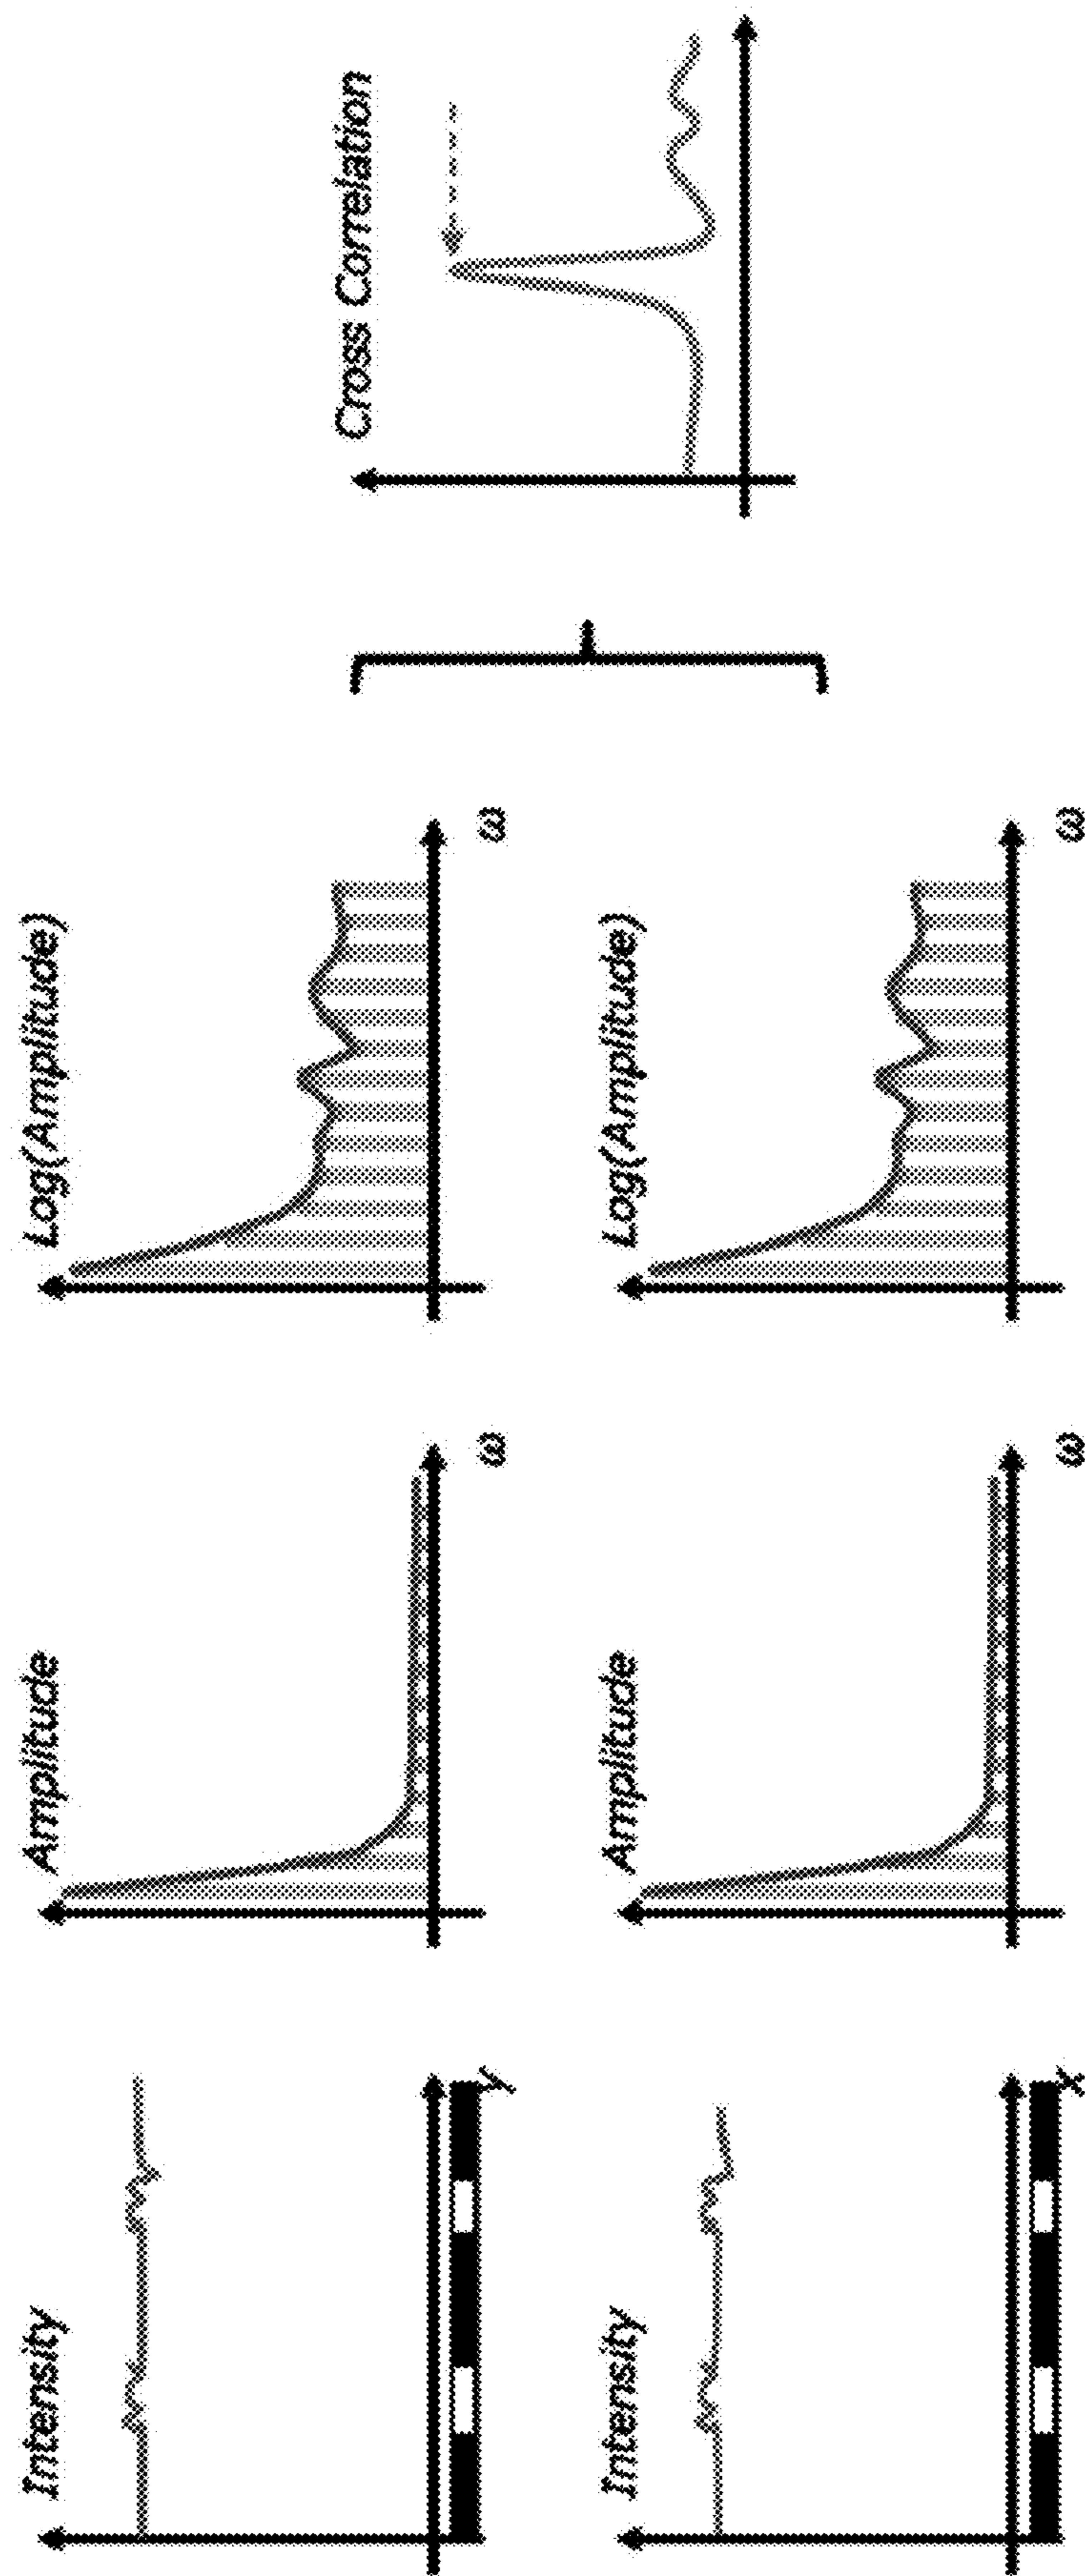 Intensity
Amplitude
Log(Amplitude)
y
ω
ω
Cross Correlation
Intensity
Amplitude
Log(Amplitude)
x
ω
ω